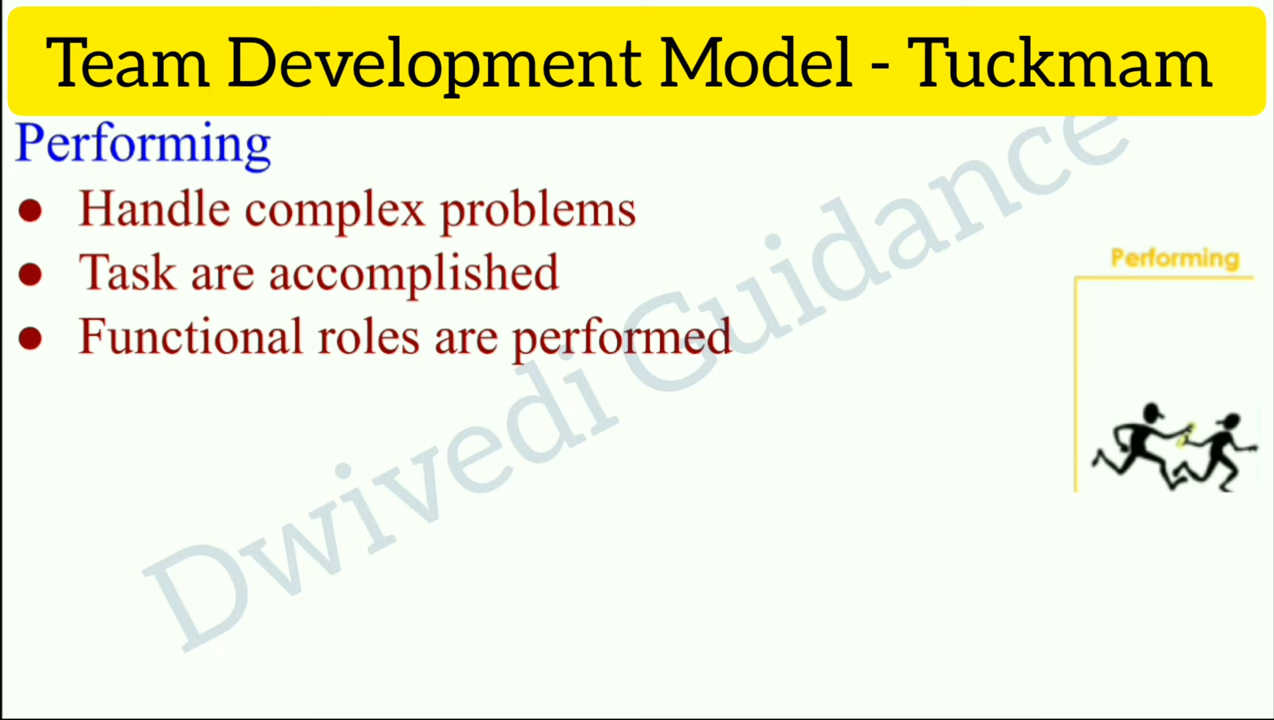 Team Development Model - Tuckmam
Performing
● Handle complex problems
● Task are accomplished
● Functional roles are performed
Performing
Dwivedi Guidance